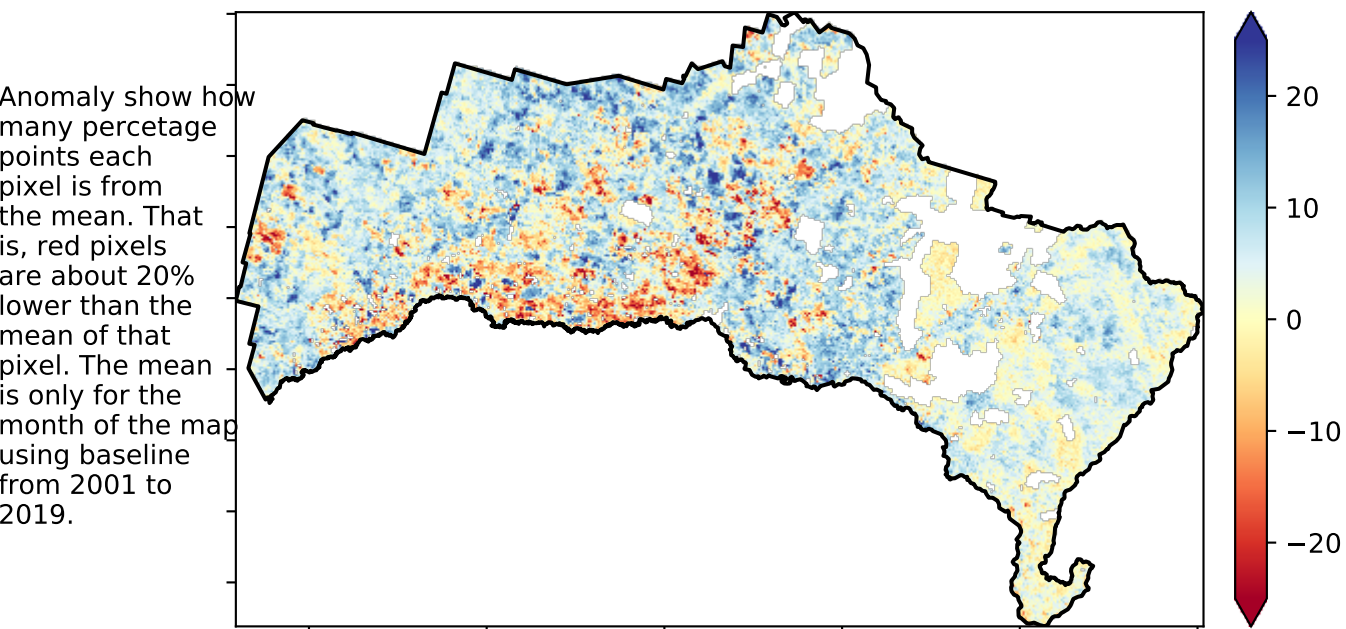 Anomaly show how
many percetage
points each
pixel is from
the mean. That
is, red pixels
are about 20%
lower than the
mean of that
pixel. The mean
is only for the
month of the map
using baseline
from 2001 to
2019.
20
10
0
−10
−20